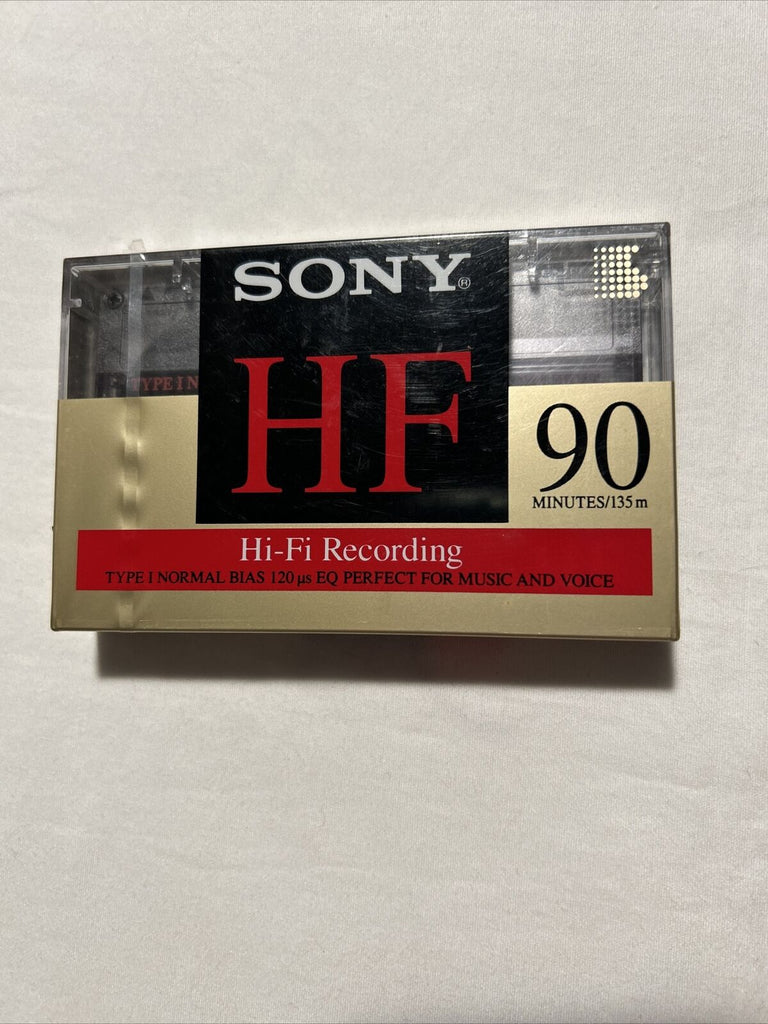 SONY®
TYPE I N
HF
90
MINUTES/135 m
Hi-Fi Recording
TYPE I NORMAL BIAS 120 µs EQ PERFECT FOR MUSIC AND VOICE